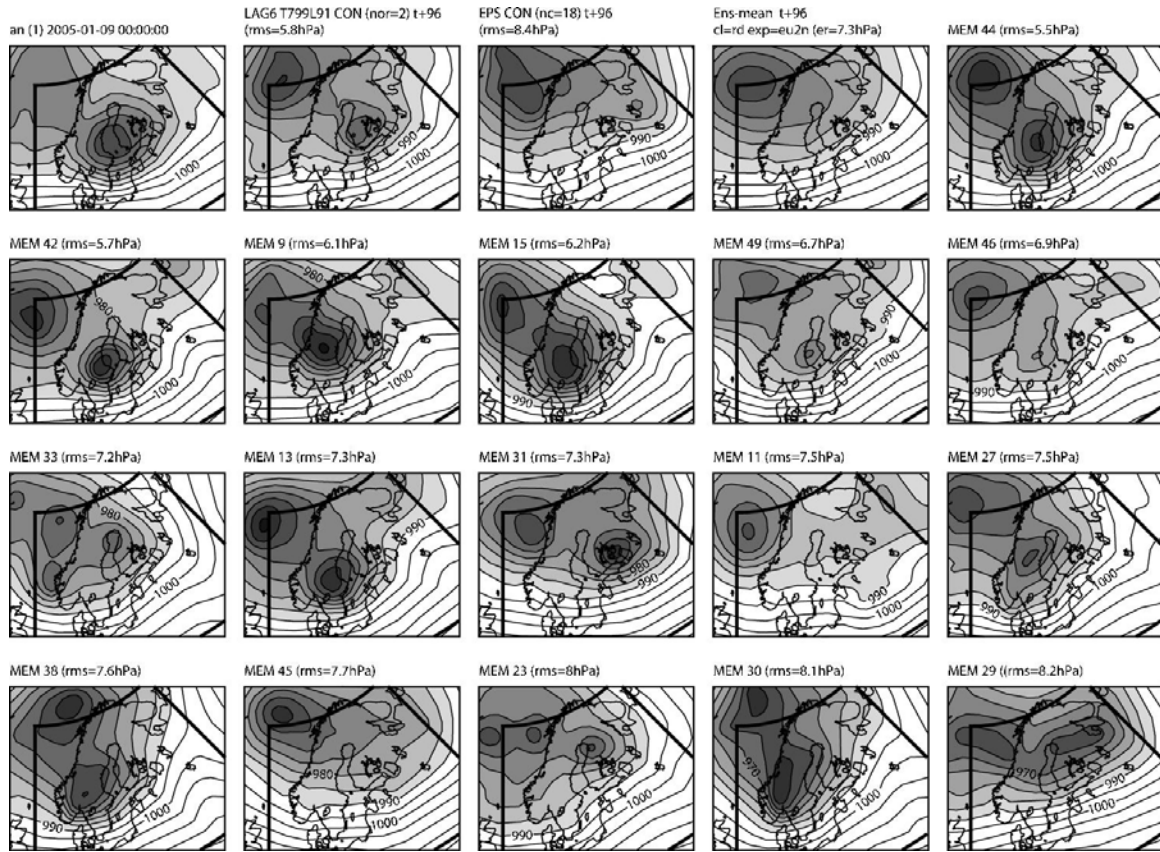 an (1) 2005-01-09 00:00:00
LAG6 T799L91 CON (nor=2) t+96
(rms=5.8hPa)
EPS CON (nc=18) t+96
(rms=8.4hPa)
Ens-mean t+96
cl=rd exp=eu2n (er=7.3hPa)
MEM 44 (rms=5.5hPa)
1000
990
1000
990
1000
990
1000
1000
MEM 42 (rms=5.7hPa)
MEM 9 (rms=6.1hPa)
MEM 15 (rms=6.2hPa)
MEM 49 (rms=6.7hPa)
MEM 46 (rms=6.9hPa)
980
1000
980
1000
990
1000
990
1000
990
1000
MEM 33 (rms=7.2hPa)
MEM 13 (rms=7.3hPa)
MEM 31 (rms=7.3hPa)
MEM 11 (rms=7.5hPa)
MEM 27 (rms=7.5hPa)
980
1000
990
1000
980
990
990
1000
990
1000
MEM 38 (rms=7.6hPa)
MEM 45 (rms=7.7hPa)
MEM 23 (rms=8hPa)
MEM 30 (rms=8.1hPa)
MEM 29 ((rms=8.2hPa)
990
1000
980
990
1000
990
1000
970
990
1000
970
990
1000